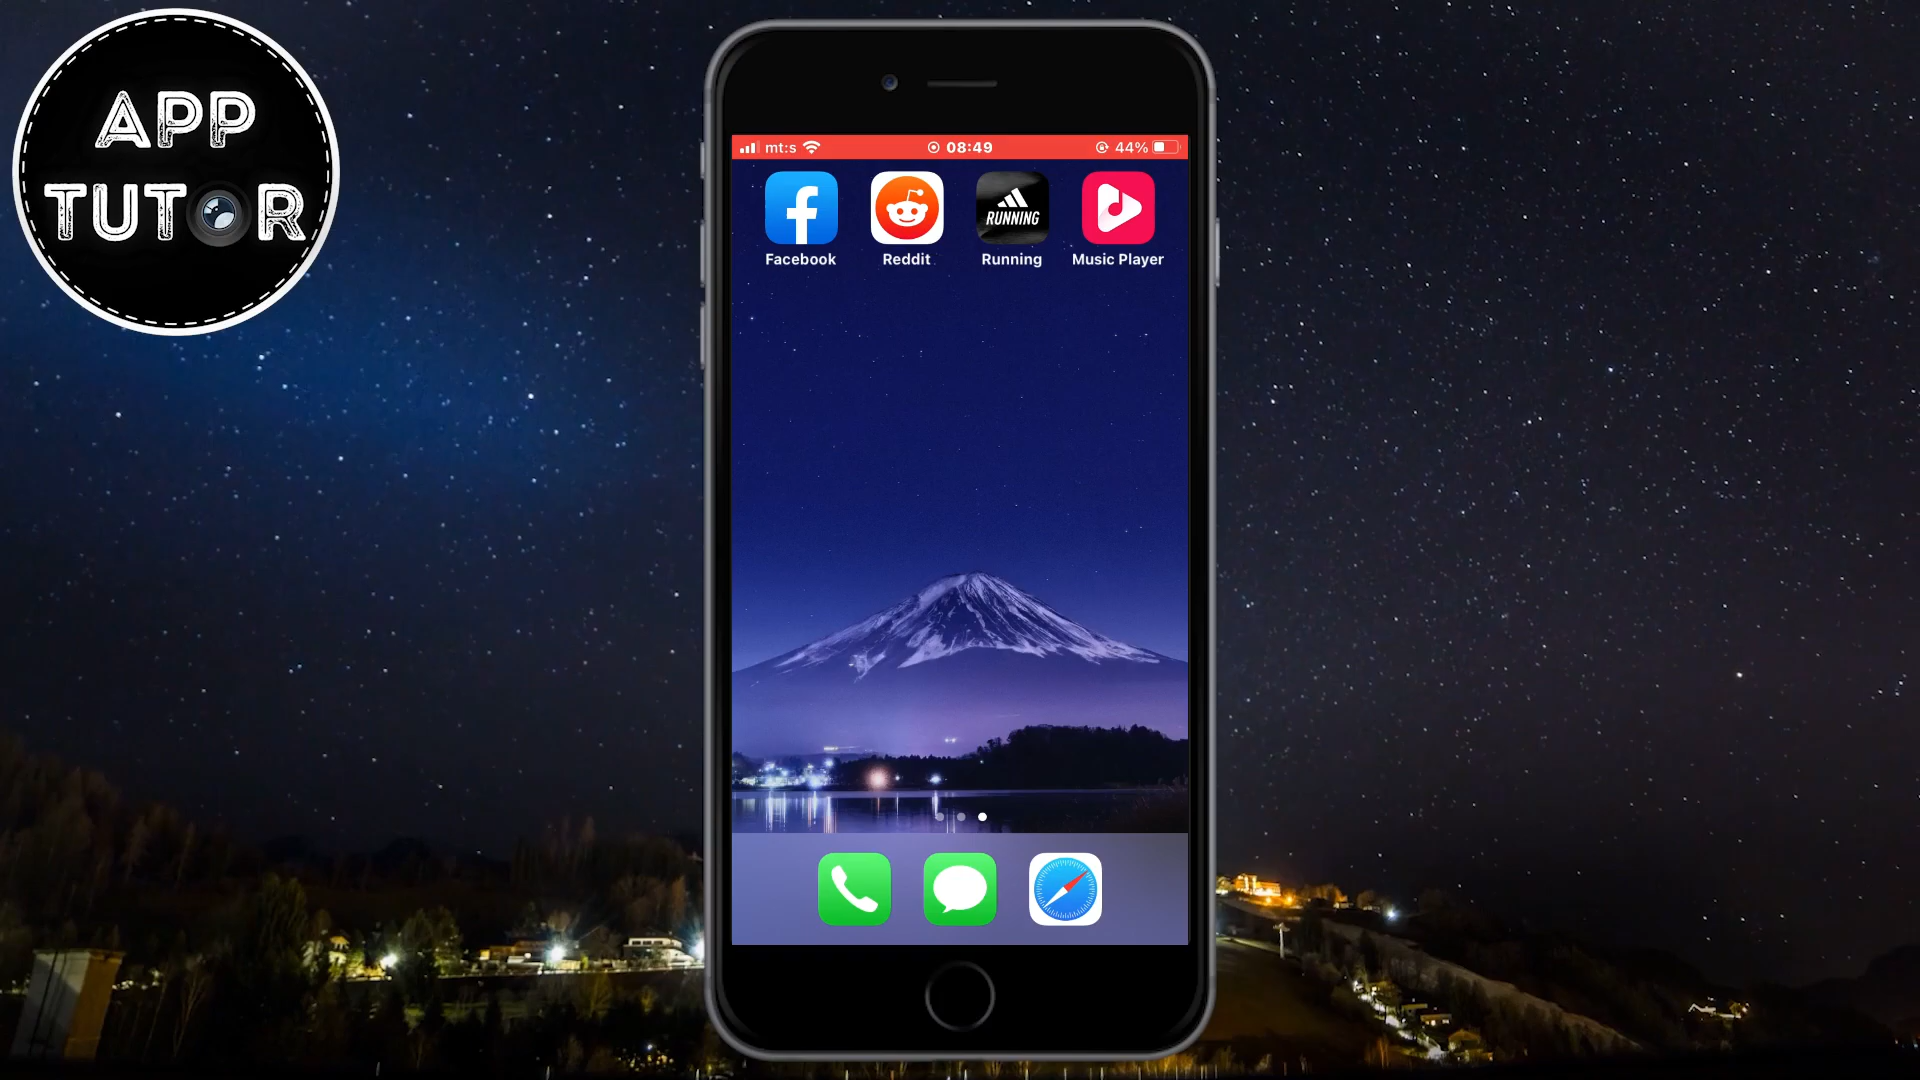 APP
TUTOR
mt:s 08:49 44%
RUNNING
Facebook Reddit Running Music Player